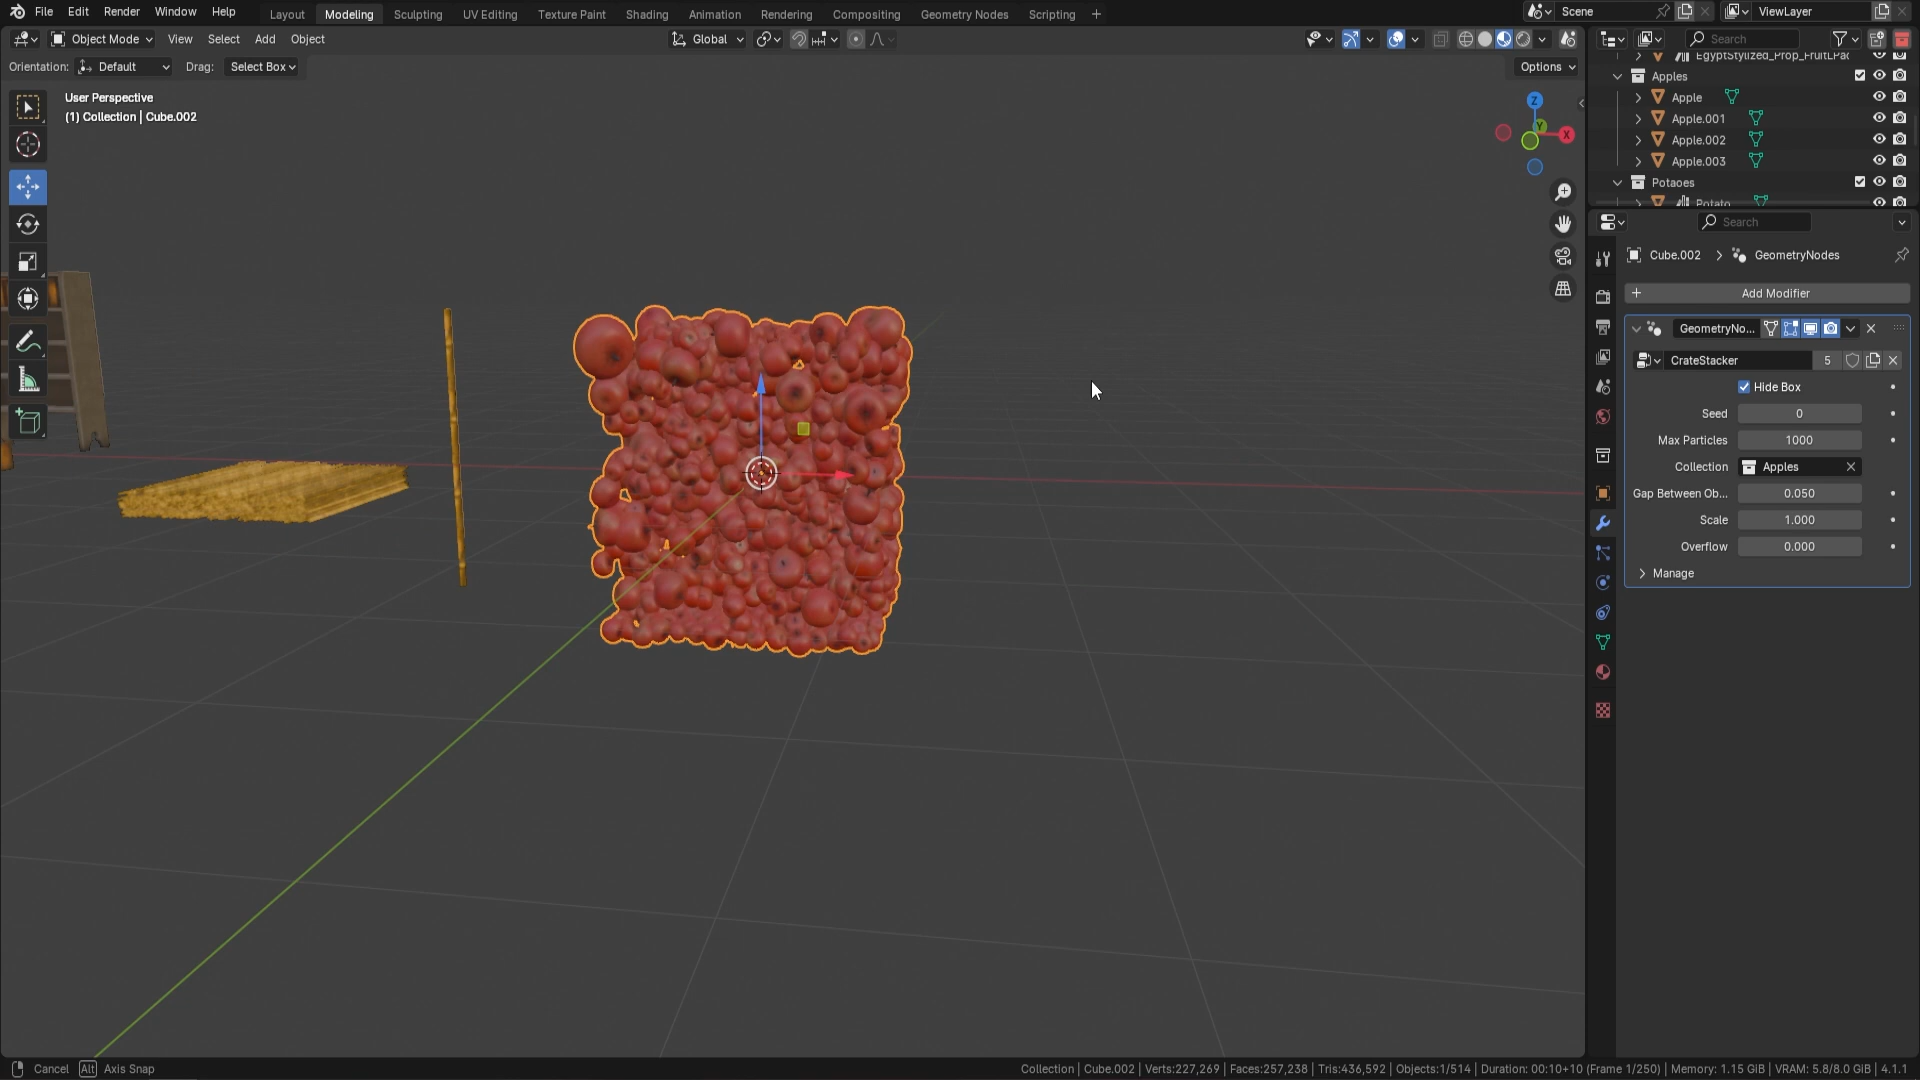 File Edit Render Window Help
Layout Modeling Sculpting UV Editing Texture Paint Shading Animation Rendering Compositing Geometry Nodes Scripting +
Scene
ViewLayer
Object Mode View Select Add Object
Global
Search
Orientation: Default Drag: Select Box
Options
User Perspective
(1) Collection | Cube.002
Z
Y
X
EgyptStylized_Prop_FruitLPac
Apples
Apple
Apple.001
Apple.002
Apple.003
Potaoes
Potato
Search
Cube.002 > GeometryNodes
+ Add Modifier
GeometryNo...
CrateStacker 5
Hide Box
Seed 0
Max Particles 1000
Collection Apples
Gap Between Ob... 0.050
Scale 1.000
Overflow 0.000
Manage
Cancel Alt Axis Snap
Collection | Cube.002 | Verts:227,269 | Faces:257,238 | Tris:436,592 | Objects:1/514 | Duration: 00:10+10 (Frame 1/250) | Memory: 1.15 GiB | VRAM: 5.8/8.0 GiB | 4.1.1